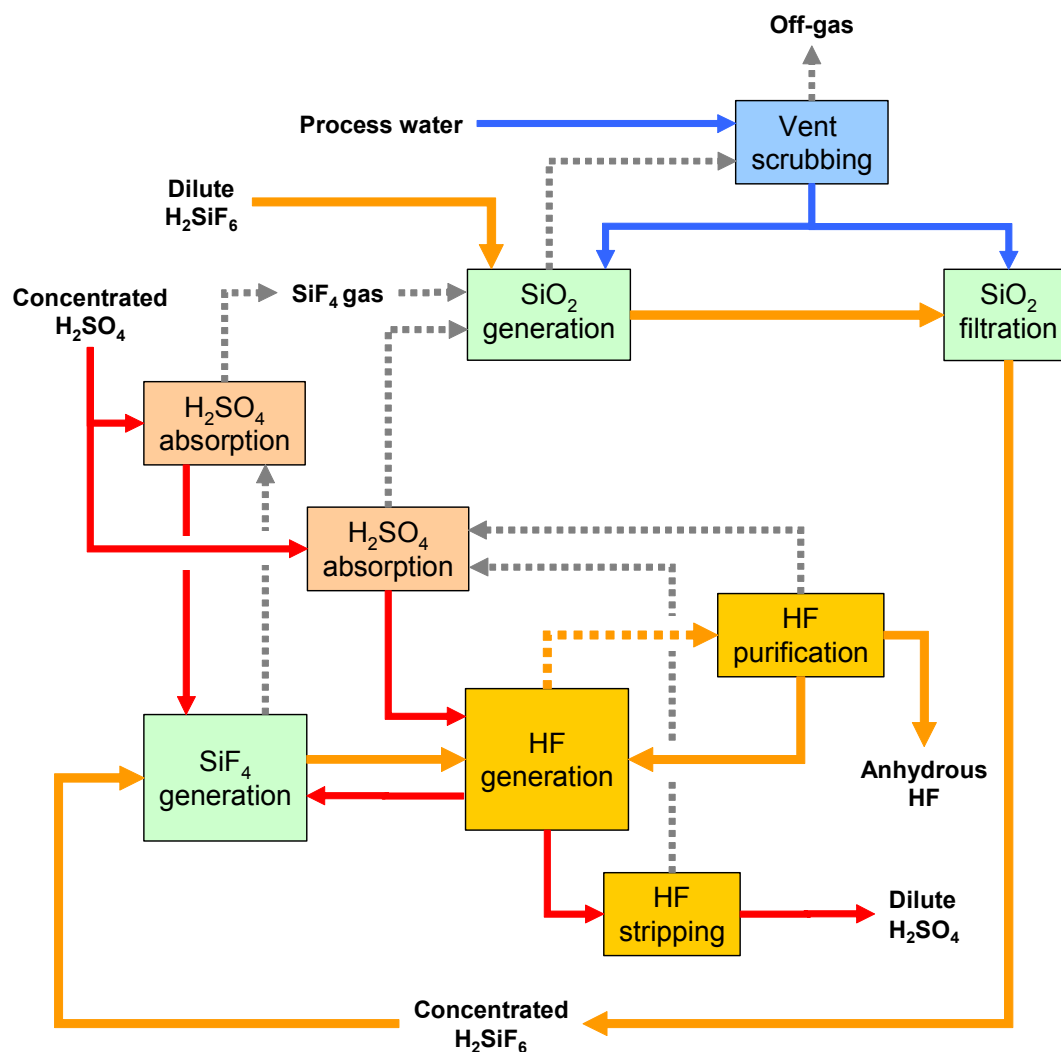 Off-gas
Process water
Vent
scrubbing
Dilute
H₂SiF₆
Concentrated
H₂SO₄
SiF₄ gas
SiO₂
generation
SiO₂
filtration
H₂SO₄
absorption
H₂SO₄
absorption
HF
purification
SiF₄
generation
HF
generation
Anhydrous
HF
HF
stripping
Dilute
H₂SO₄
Concentrated
H₂SiF₆